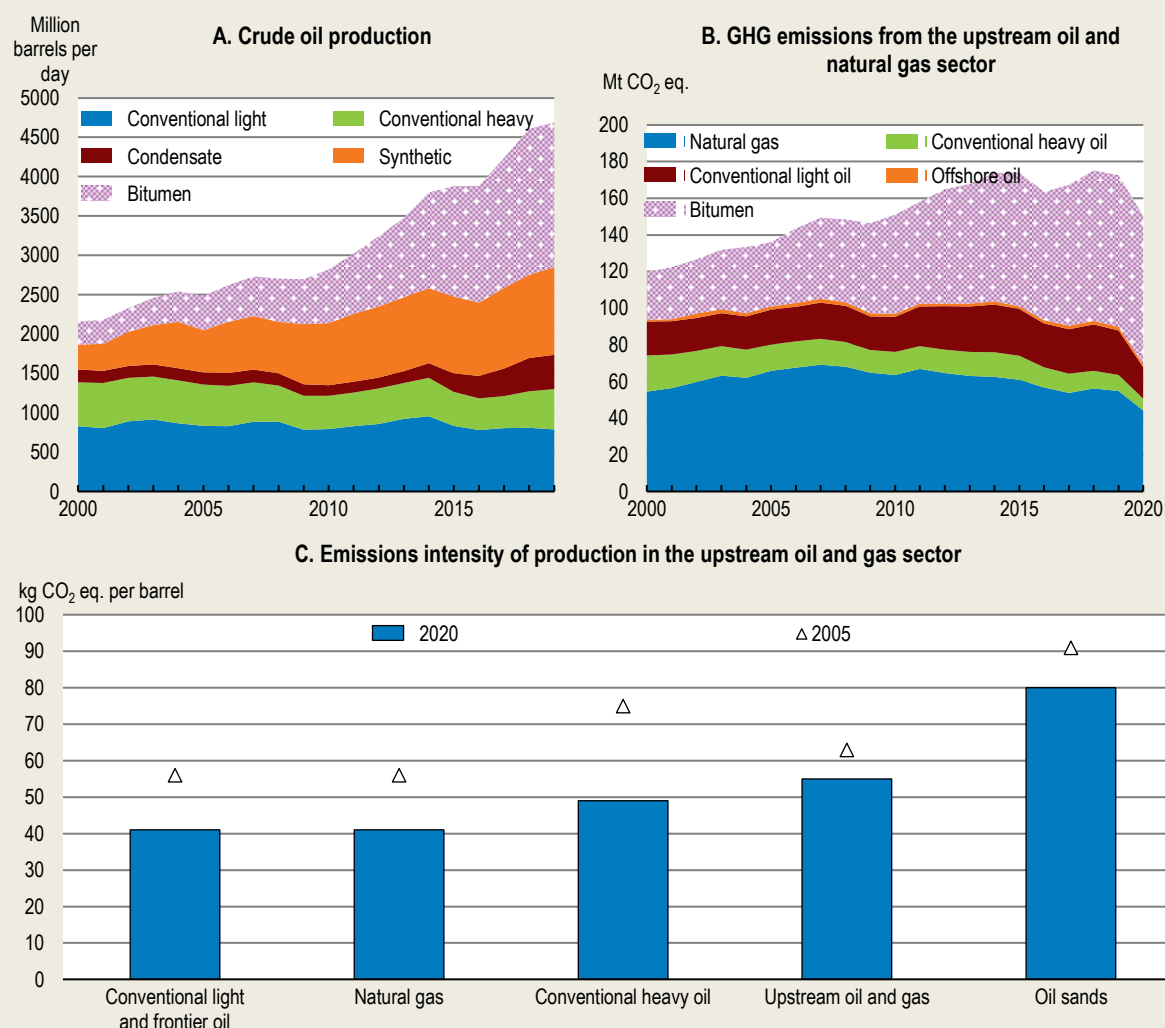 A. Crude oil production
Million
barrels per
day
5000
4500
4000
3500
3000
2500
2000
1500
1000
500
0
Conventional light
Conventional heavy
Condensate
Synthetic
Bitumen
2000
2005
2010
2015
B. GHG emissions from the upstream oil and
natural gas sector
Mt CO₂ eq.
200
180
160
140
120
100
80
60
40
20
0
Natural gas
Conventional heavy oil
Conventional light oil
Offshore oil
Bitumen
2000
2005
2010
2015
2020
C. Emissions intensity of production in the upstream oil and gas sector
kg CO₂ eq. per barrel
100
90
80
70
60
50
40
30
20
10
0
2020
2005
Conventional light
and frontier oil
Natural gas
Conventional heavy oil
Upstream oil and gas
Oil sands